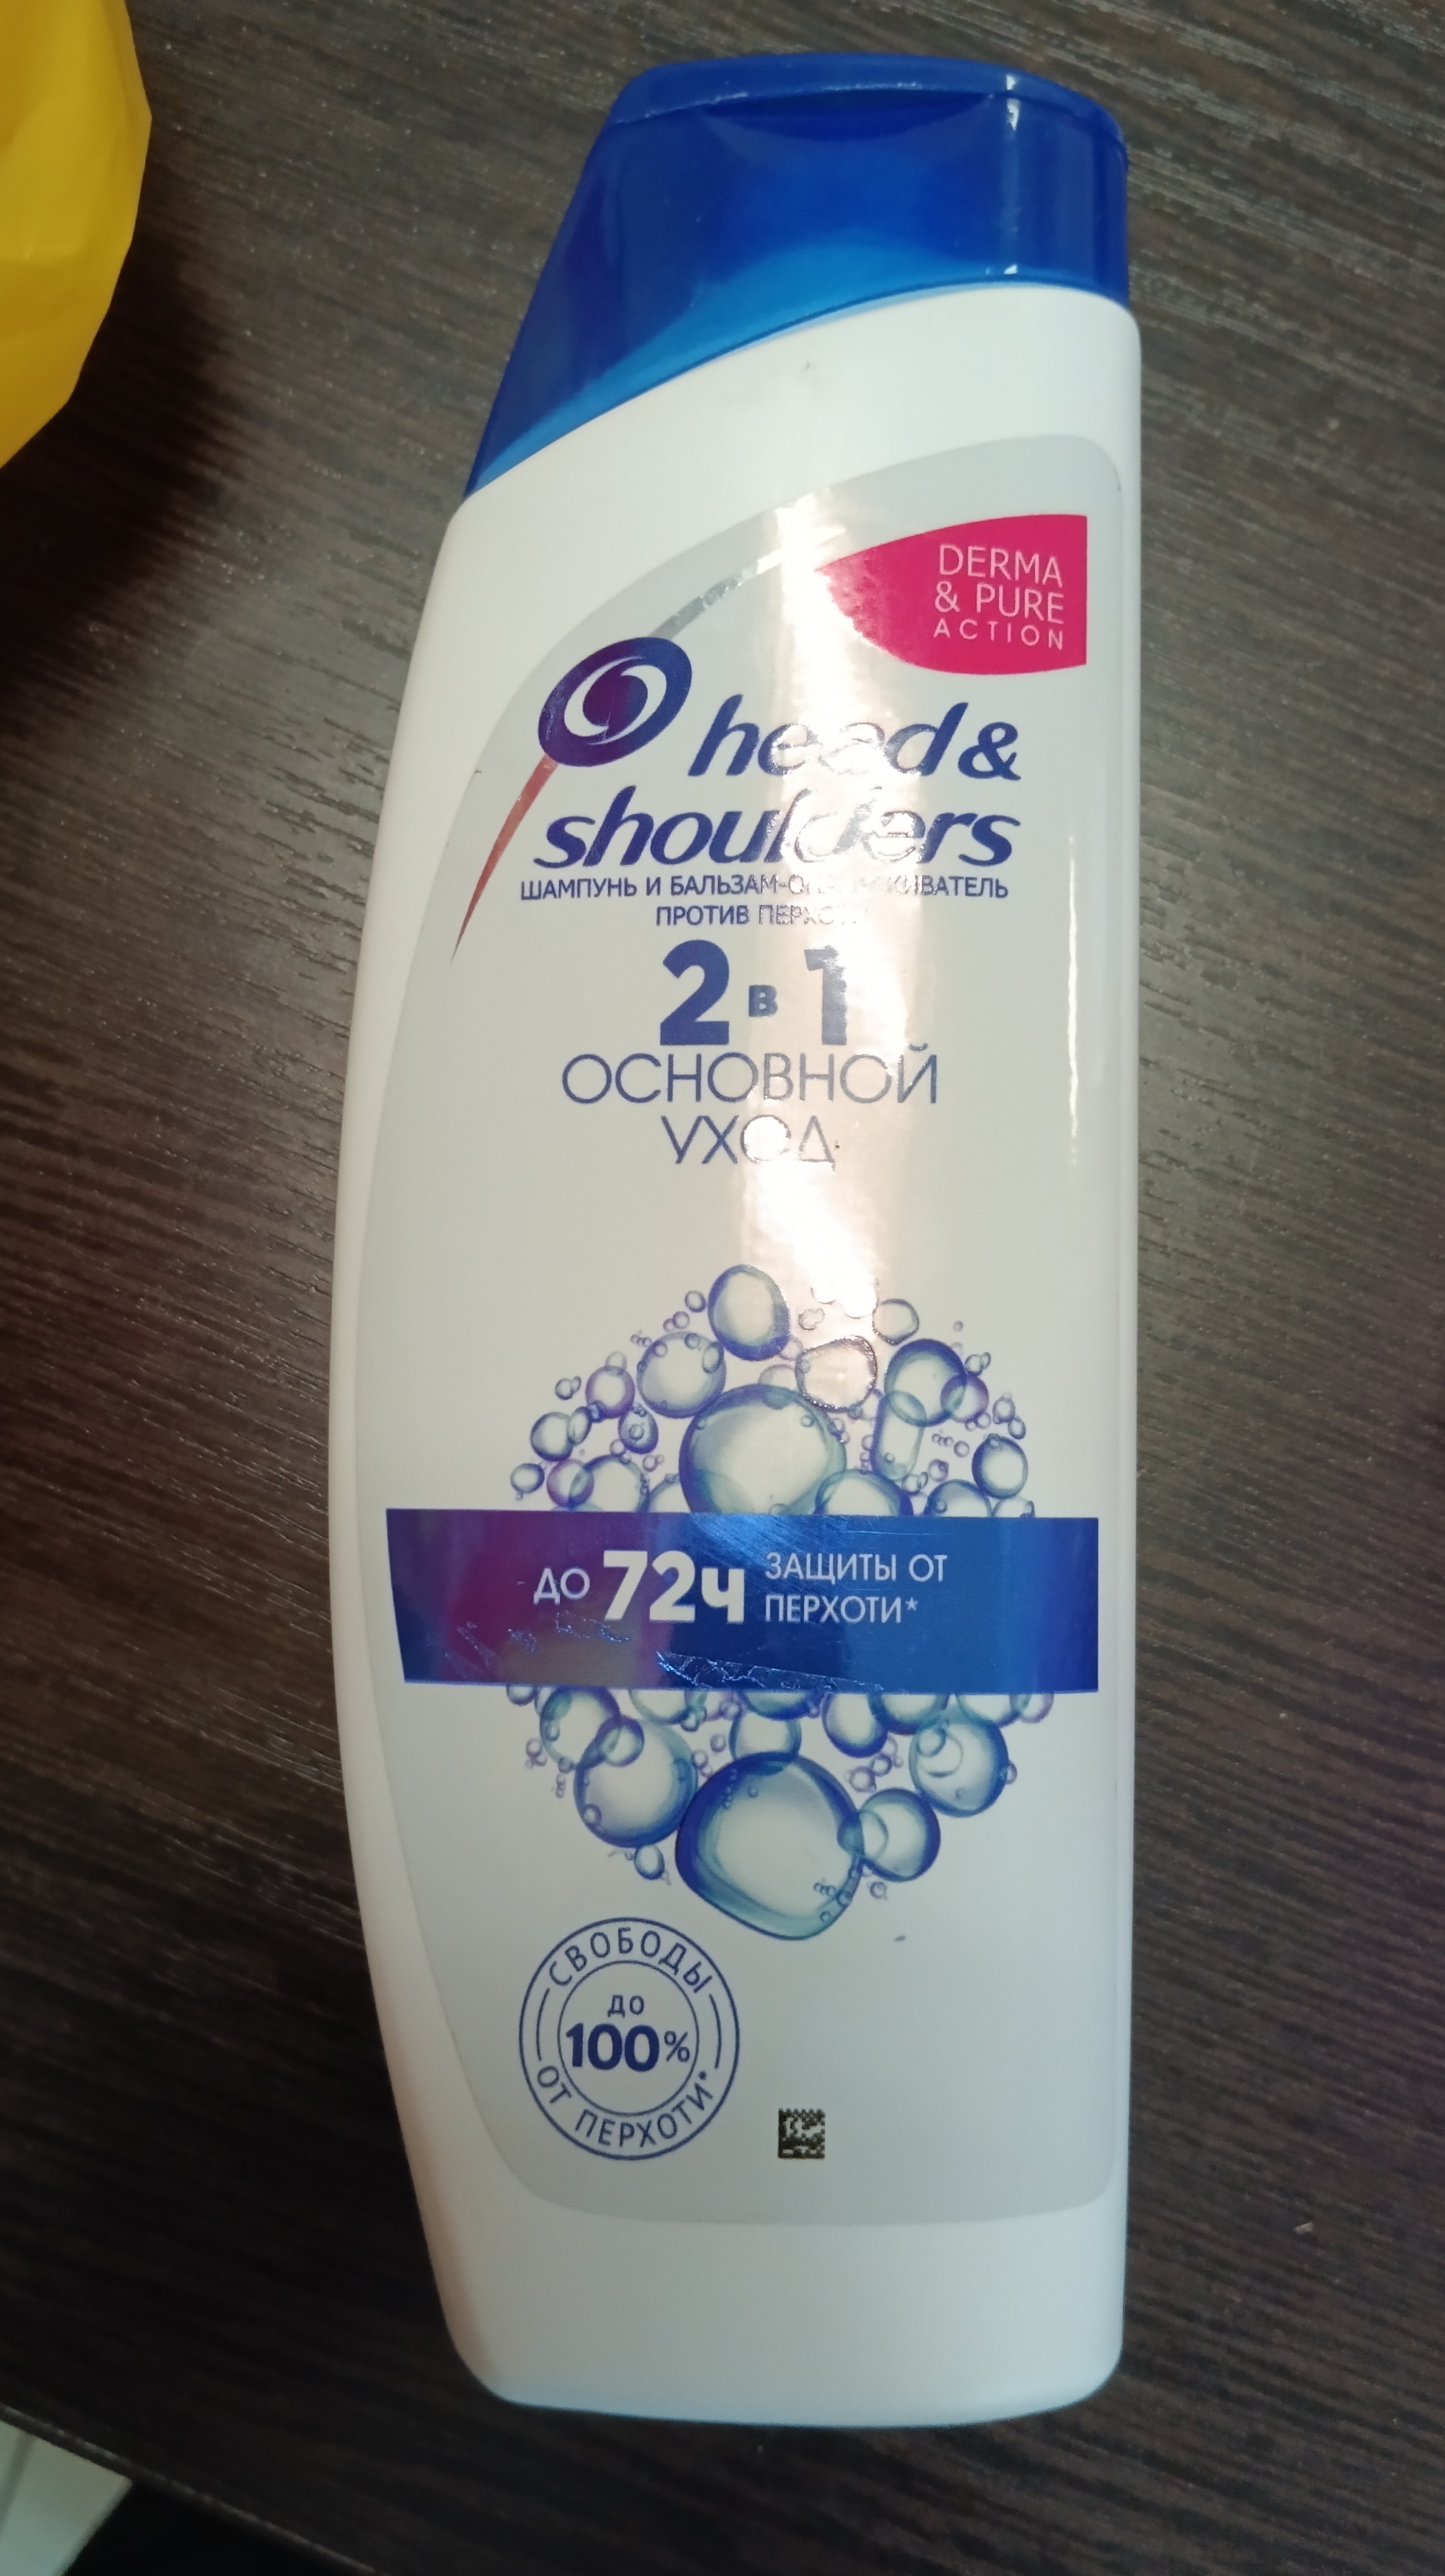 DERMA
& PURE
ACTION
head &
shoulders
ШАМПУНЬ И БАЛЬЗАМ-ОПОЛАСКИВАТЕЛЬ
ПРОТИВ ПЕРХОТИ
2 в 1
ОСНОВНОЙ
УХОД
ДО 72ч ЗАЩИТЫ ОТ
ПЕРХОТИ*
СВОБОДЫ
ДО
100%
ОТ ПЕРХОТИ*